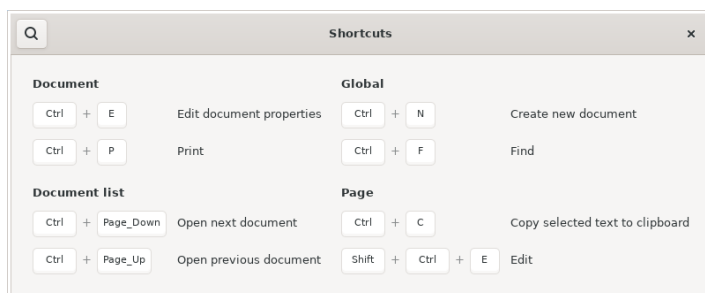 Shortcuts ×
Document
Ctrl + E Edit document properties
Ctrl + P Print
Document list
Ctrl + Page_Down Open next document
Ctrl + Page_Up Open previous document
Global
Ctrl + N Create new document
Ctrl + F Find
Page
Ctrl + C Copy selected text to clipboard
Shift + Ctrl + E Edit